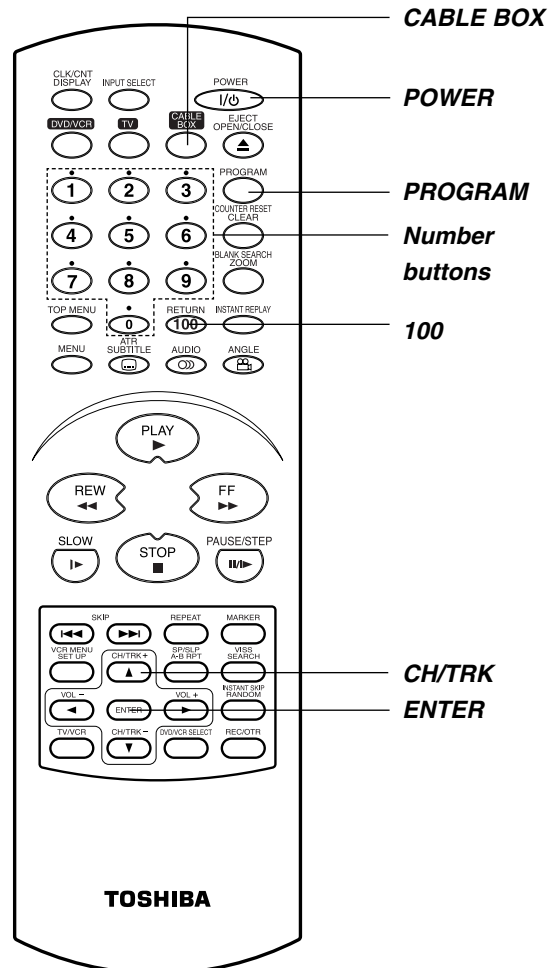 CABLE BOX
CLK/CNT
DISPLAY
INPUT SELECT
POWER
I/⏻
POWER
DVD/VCR
TV
CABLE
BOX
EJECT
OPEN/CLOSE
PROGRAM
1
2
3
PROGRAM
COUNTER RESET
CLEAR
4
5
6
Number
buttons
BLANK SEARCH
ZOOM
7
8
9
TOP MENU
0
RETURN
100
INSTANT REPLAY
100
MENU
ATR
SUBTITLE
AUDIO
ANGLE
PLAY
REW
FF
SLOW
STOP
PAUSE/STEP
SKIP
REPEAT
MARKER
VCR MENU
SET UP
CH/TRK +
SP/SLP
A-B RPT
VISS
SEARCH
CH/TRK
VOL –
ENTER
VOL +
INSTANT SKIP
RANDOM
ENTER
TV/VCR
CH/TRK –
DVD/VCR SELECT
REC/OTR
TOSHIBA